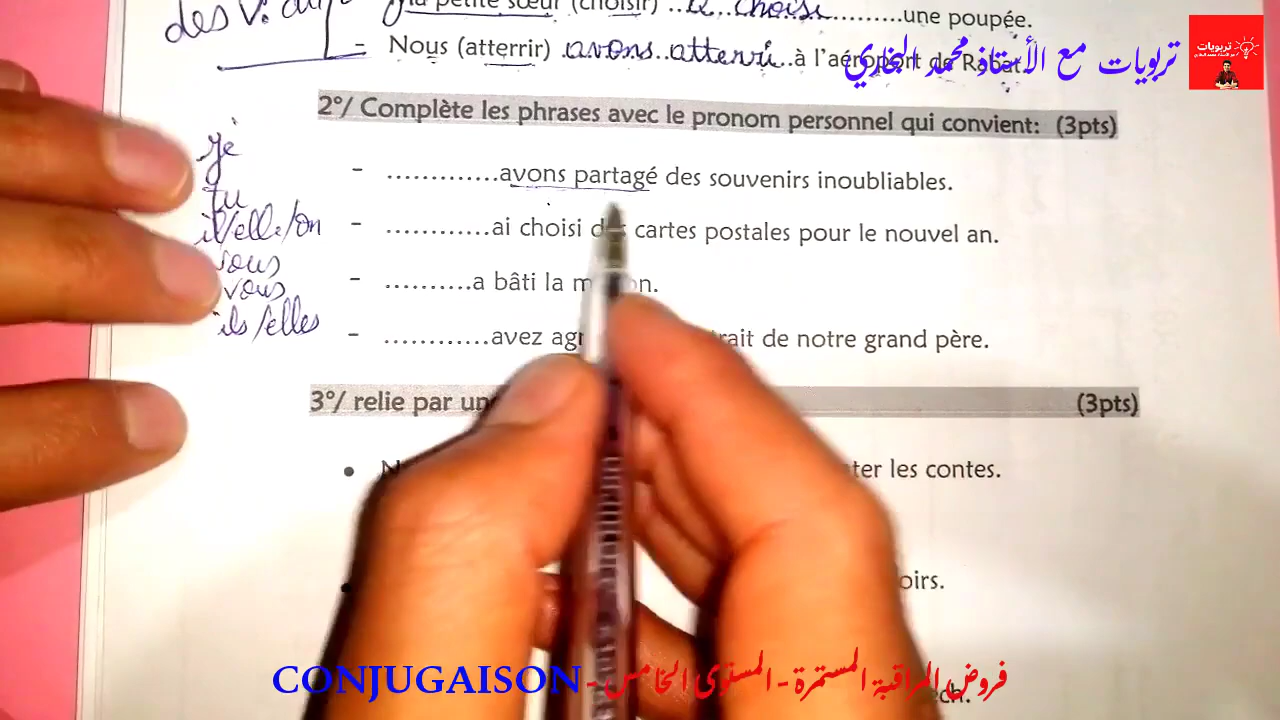 des V. du
la petite sœur (choisir) .. a choisi ..........une poupée.
- Nous (atterrir) avons atterri à l'aéroport de Rabat.
تربويات مع الأستاذ محمد البخاري
تربويات
2°/ Complète les phrases avec le pronom personnel qui convient: (3pts)
je
tu
il/elle/on
nous
vous
ils/elles
- .............avons partagé des souvenirs inoubliables.
- ............ai choisi des cartes postales pour le nouvel an.
- ..........a bâti la m on.
- ............avez ag trait de notre grand père.
3°/ relie par un (3pts)
• N ter les contes.
• oirs.
ech.
CONJUGAISON - فروض المراقبة المستمرة - المستوى الخامس